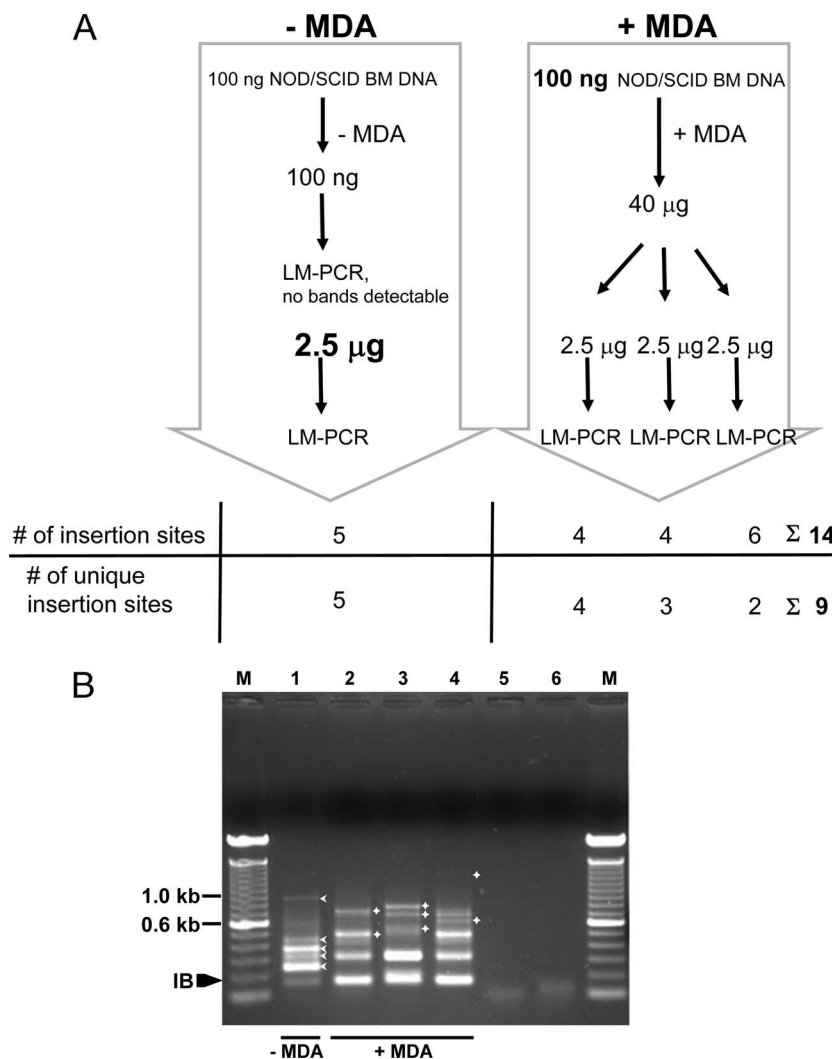 A
- MDA
+ MDA
100 ng NOD/SCID BM DNA
100 ng NOD/SCID BM DNA
- MDA
+ MDA
100 ng
40 µg
LM-PCR,
no bands detectable
2.5 µg
2.5 µg 2.5 µg 2.5 µg
LM-PCR
LM-PCR LM-PCR LM-PCR
# of insertion sites 5 4 4 6 Σ 14
# of unique
insertion sites 5 4 3 2 Σ 9
B
M 1 2 3 4 5 6 M
1.0 kb
0.6 kb
IB
- MDA + MDA